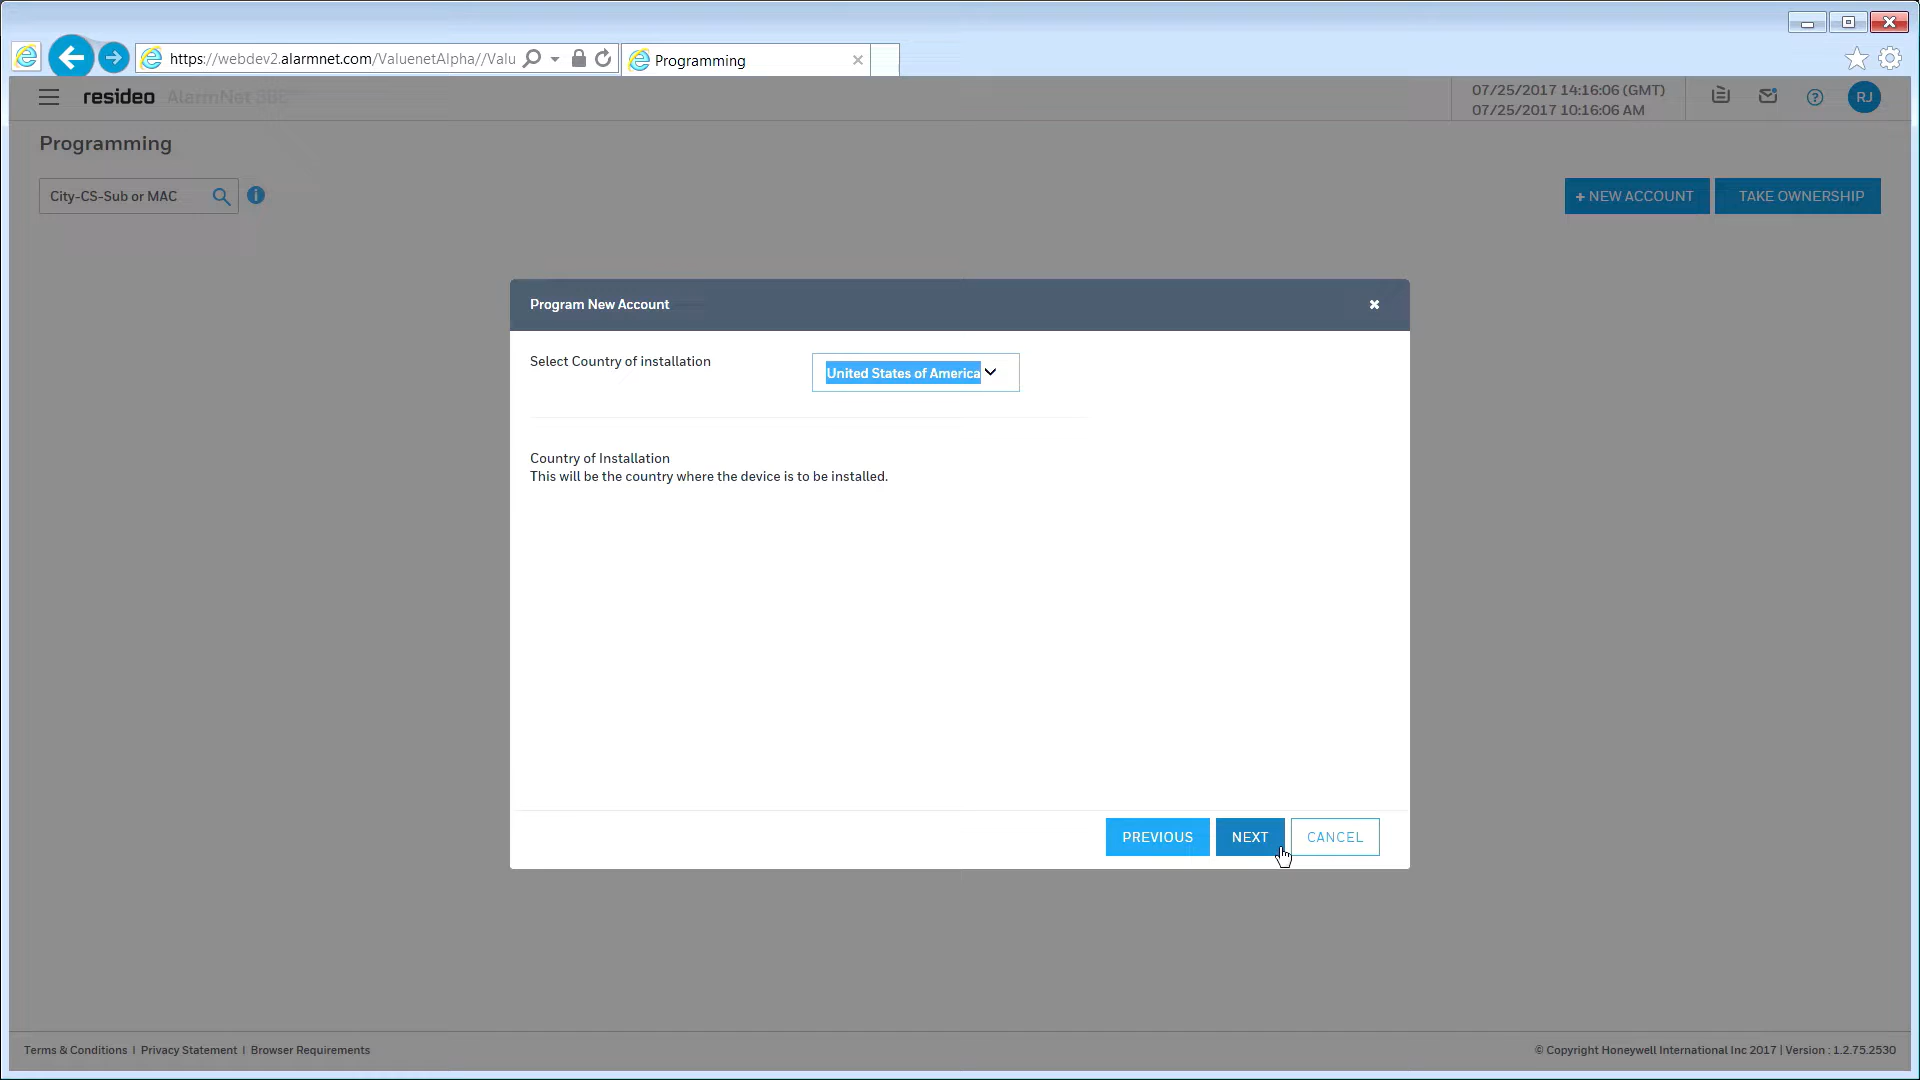 https://webdev2.alarmnet.com/ValuenetAlpha//Valu
Programming
resideo AlarmNet 360
07/25/2017 14:16:06 (GMT)
07/25/2017 10:16:06 AM
RJ
Programming
City-CS-Sub or MAC
+ NEW ACCOUNT
TAKE OWNERSHIP
Program New Account
Select Country of installation
United States of America
Country of Installation
This will be the country where the device is to be installed.
PREVIOUS
NEXT
CANCEL
Terms & Conditions | Privacy Statement | Browser Requirements
© Copyright Honeywell International Inc 2017 | Version : 1.2.75.2530